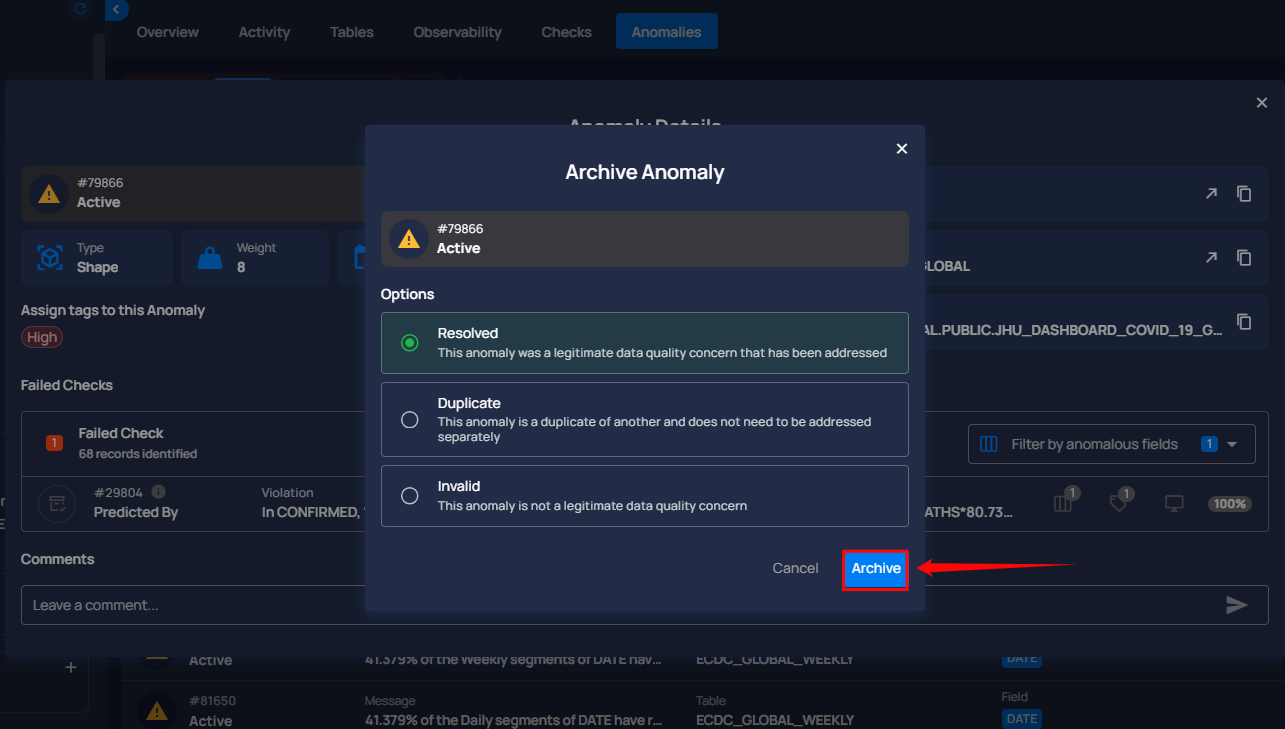 Overview
Activity
Tables
Observability
Checks
Anomalies
Anomaly Details
Archive Anomaly
#79866
Active
Options
Resolved
This anomaly was a legitimate data quality concern that has been addressed
Duplicate
This anomaly is a duplicate of another and does not need to be addressed
separately
Invalid
This anomaly is not a legitimate data quality concern
Cancel
Archive
#79866
Active
Type
Shape
Weight
8
LOBAL
AL.PUBLIC.JHU_DASHBOARD_COVID_19_G...
Assign tags to this Anomaly
High
Failed Checks
1
Failed Check
68 records identified
Filter by anomalous fields
1
#29804
Predicted By
Violation
In CONFIRMED,
ATHS*80.73...
1
1
100%
Comments
Leave a comment...
Active
41.379% of the Weekly segments of DATE hav...
ECDC_GLOBAL_WEEKLY
DATE
#81650
Active
Message
41.379% of the Daily segments of DATE have r...
Table
ECDC_GLOBAL_WEEKLY
Field
DATE